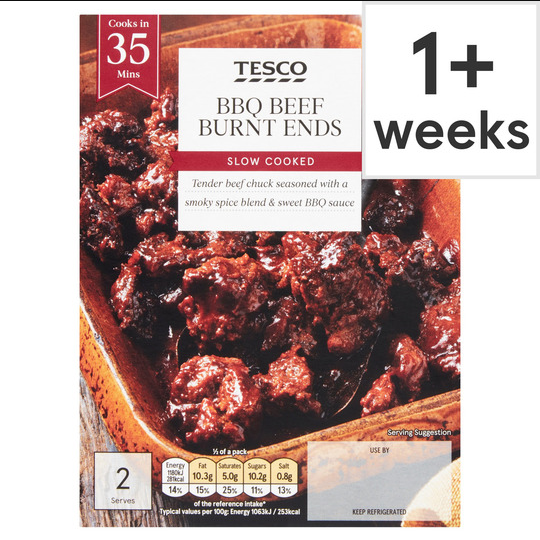 Cooks in
35
Mins
1+
weeks
TESCO
BBQ BEEF
BURNT ENDS
SLOW COOKED
Tender beef chuck seasoned with a
smoky spice blend & sweet BBQ sauce
Serving Suggestion
2
Serves
½ of a pack
Energy Fat Saturates Sugars Salt
1180kJ 10.3g 5.0g 10.2g 0.8g
281kcal
14% 15% 25% 11% 13%
of the reference intake*
Typical values per 100g: Energy 1063kJ / 253kcal
USE BY
KEEP REFRIGERATED